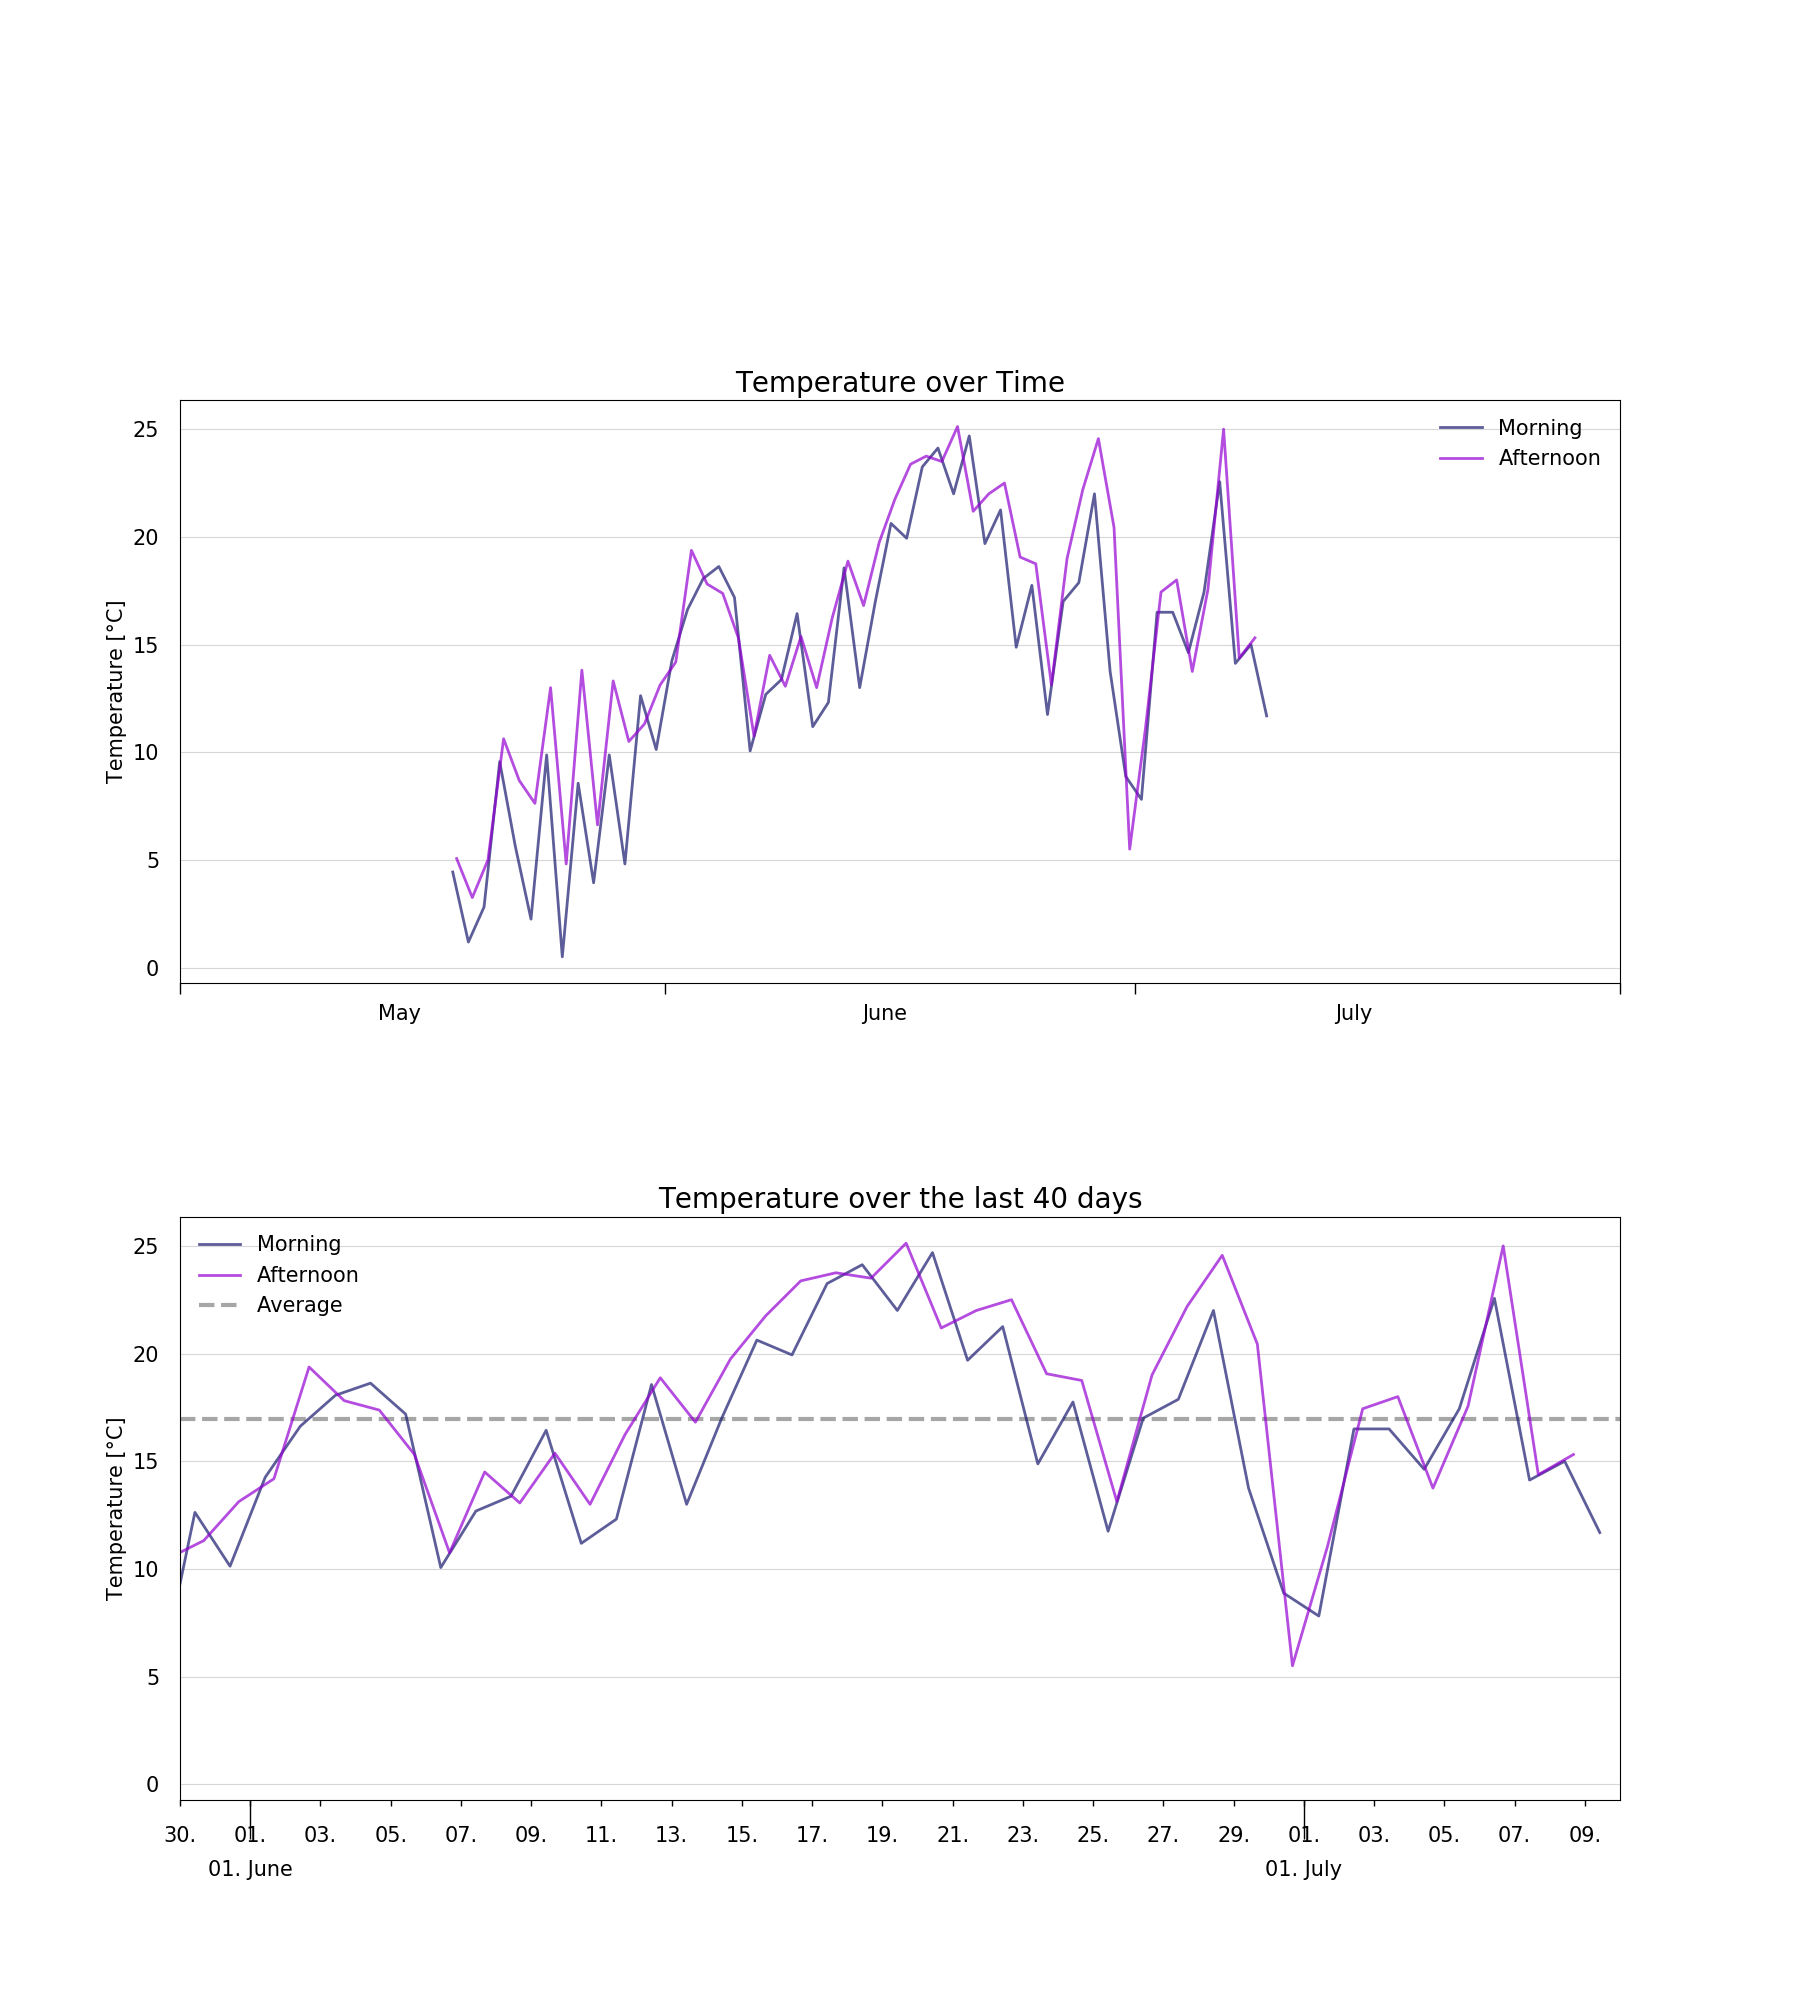 Temperature over Time
Temperature [°C]
25
20
15
10
5
0
Morning
Afternoon
May June July
Temperature over the last 40 days
Temperature [°C]
25
20
15
10
5
0
Morning
Afternoon
Average
30. 01. 03. 05. 07. 09. 11. 13. 15. 17. 19. 21. 23. 25. 27. 29. 01. 03. 05. 07. 09.
01. June 01. July